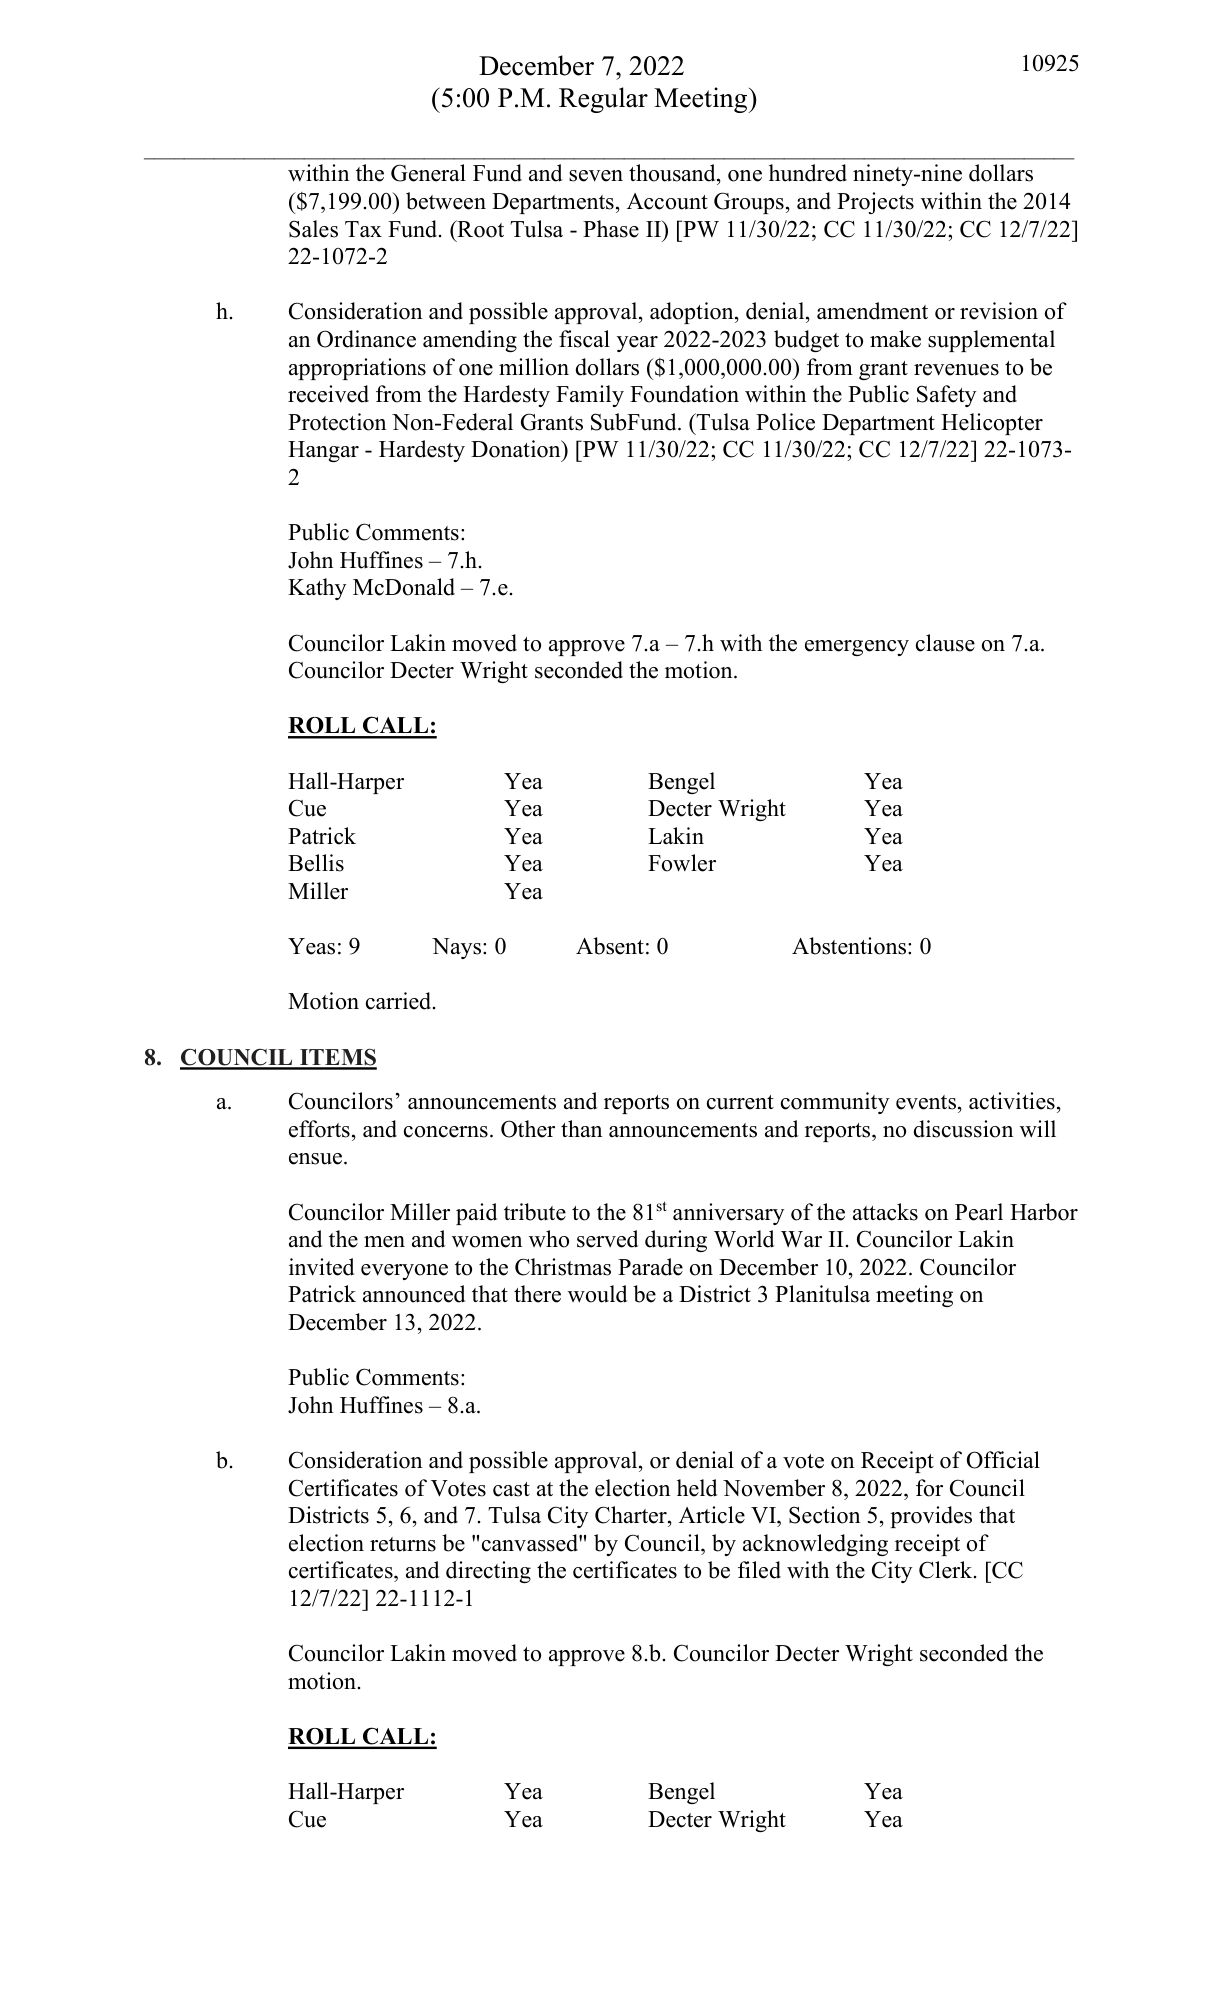 December 7, 2022
10925
(5:00 P.M. Regular Meeting)
within the General Fund and seven thousand, one hundred ninety-nine dollars
($7,199.00) between Departments, Account Groups, and Projects within the 2014
Sales Tax Fund. (Root Tulsa - Phase II) [PW 11/30/22; CC 11/30/22; CC 12/7/22]
22-1072-2
h. Consideration and possible approval, adoption, denial, amendment or revision of
an Ordinance amending the fiscal year 2022-2023 budget to make supplemental
appropriations of one million dollars ($1,000,000.00) from grant revenues to be
received from the Hardesty Family Foundation within the Public Safety and
Protection Non-Federal Grants SubFund. (Tulsa Police Department Helicopter
Hangar - Hardesty Donation) [PW 11/30/22; CC 11/30/22; CC 12/7/22] 22-1073-
2
Public Comments:
John Huffines – 7.h.
Kathy McDonald – 7.e.
Councilor Lakin moved to approve 7.a – 7.h with the emergency clause on 7.a.
Councilor Decter Wright seconded the motion.
ROLL CALL:
Hall-Harper Yea Bengel Yea
Cue Yea Decter Wright Yea
Patrick Yea Lakin Yea
Bellis Yea Fowler Yea
Miller Yea
Yeas: 9 Nays: 0 Absent: 0 Abstentions: 0
Motion carried.
8. COUNCIL ITEMS
a. Councilors’ announcements and reports on current community events, activities,
efforts, and concerns. Other than announcements and reports, no discussion will
ensue.
Councilor Miller paid tribute to the 81st anniversary of the attacks on Pearl Harbor
and the men and women who served during World War II. Councilor Lakin
invited everyone to the Christmas Parade on December 10, 2022. Councilor
Patrick announced that there would be a District 3 Planitulsa meeting on
December 13, 2022.
Public Comments:
John Huffines – 8.a.
b. Consideration and possible approval, or denial of a vote on Receipt of Official
Certificates of Votes cast at the election held November 8, 2022, for Council
Districts 5, 6, and 7. Tulsa City Charter, Article VI, Section 5, provides that
election returns be "canvassed" by Council, by acknowledging receipt of
certificates, and directing the certificates to be filed with the City Clerk. [CC
12/7/22] 22-1112-1
Councilor Lakin moved to approve 8.b. Councilor Decter Wright seconded the
motion.
ROLL CALL:
Hall-Harper Yea Bengel Yea
Cue Yea Decter Wright Yea